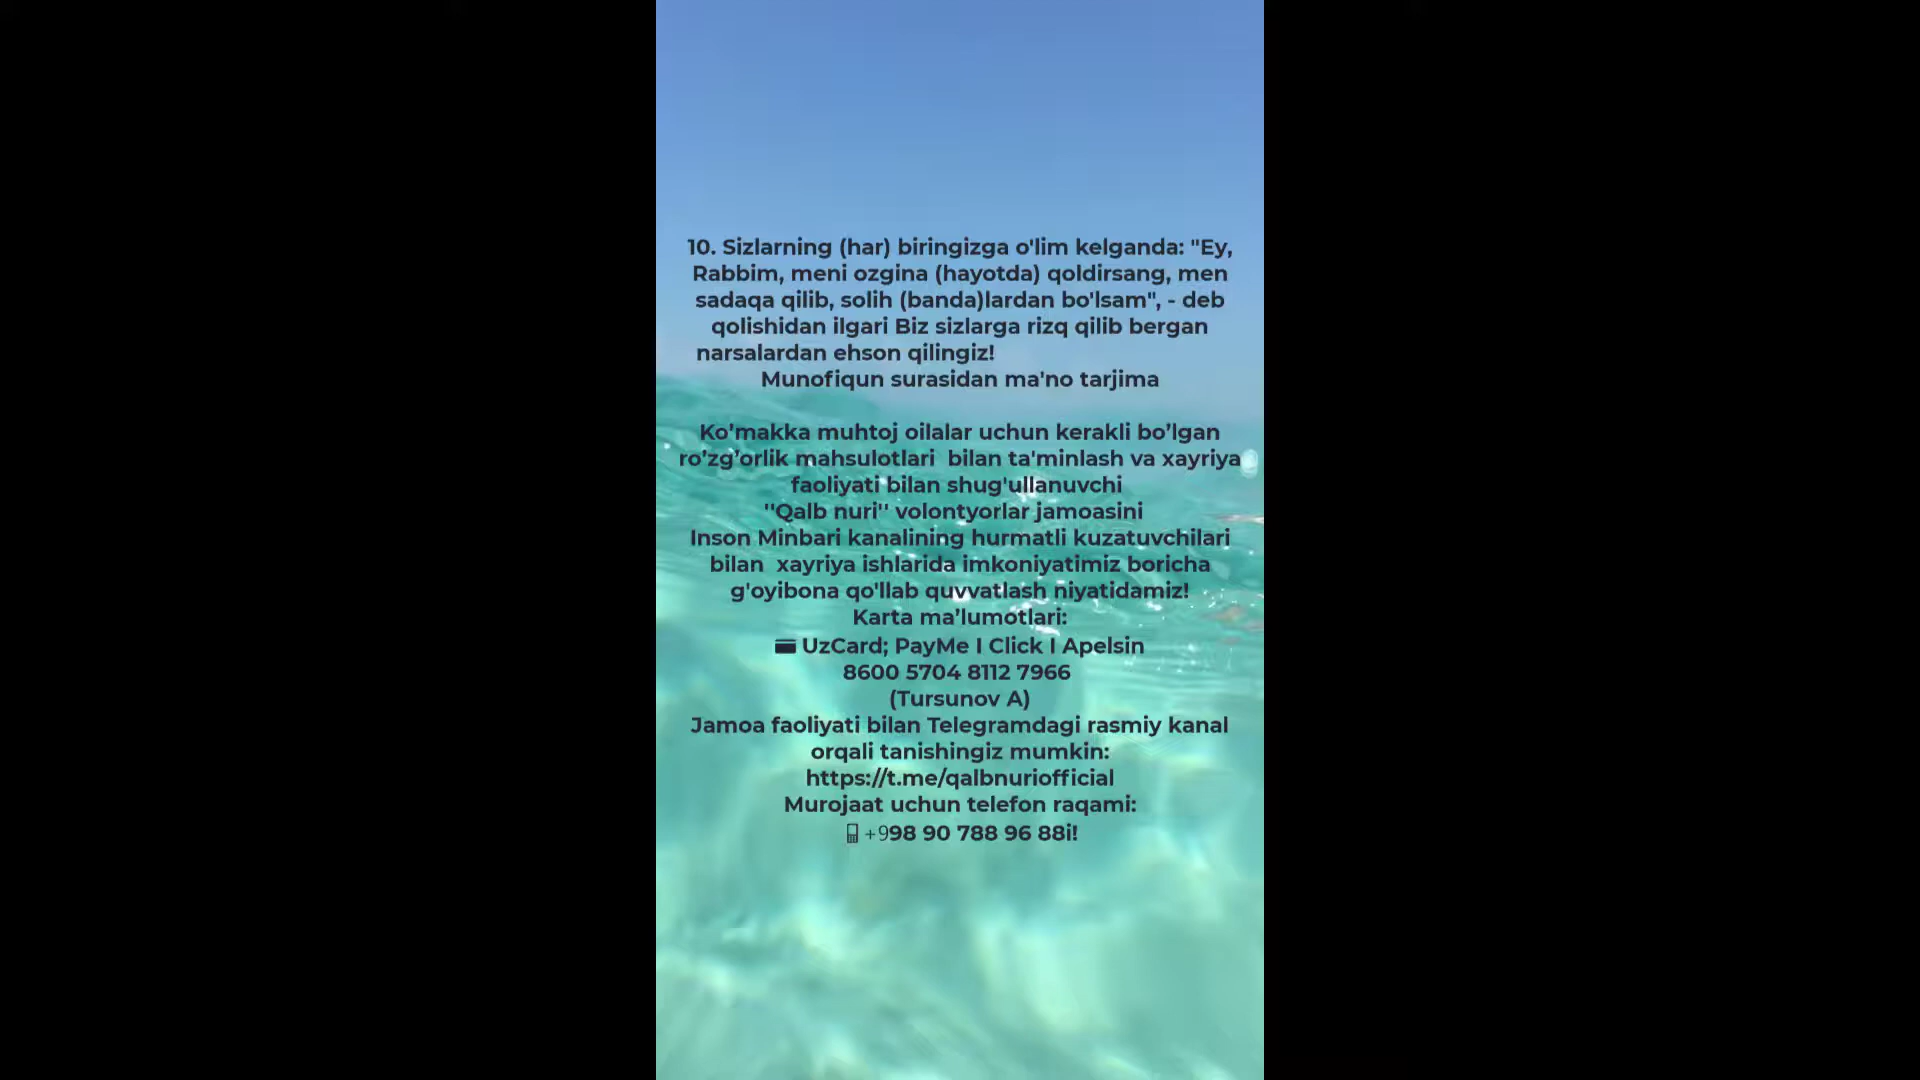 10. Sizlarning (har) biringizga o'lim kelganda: "Ey,
Rabbim, meni ozgina (hayotda) qoldirsang, men
sadaqa qilib, solih (banda)lardan bo'lsam", - deb
qolishidan ilgari Biz sizlarga rizq qilib bergan
narsalardan ehson qilingiz!
Munofiqun surasidan ma'no tarjima
Ko’makka muhtoj oilalar uchun kerakli bo’lgan
ro’zg’orlik mahsulotlari bilan ta'minlash va xayriya
faoliyati bilan shug'ullanuvchi
''Qalb nuri'' volontyorlar jamoasini
Inson Minbari kanalining hurmatli kuzatuvchilari
bilan xayriya ishlarida imkoniyatimiz boricha
g'oyibona qo'llab quvvatlash niyatidamiz!
Karta ma’lumotlari:
💳 UzCard; PayMe I Click I Apelsin
8600 5704 8112 7966
(Tursunov A)
Jamoa faoliyati bilan Telegramdagi rasmiy kanal
orqali tanishingiz mumkin:
https://t.me/qalbnuriofficial
Murojaat uchun telefon raqami:
📱 +998 90 788 96 88i!